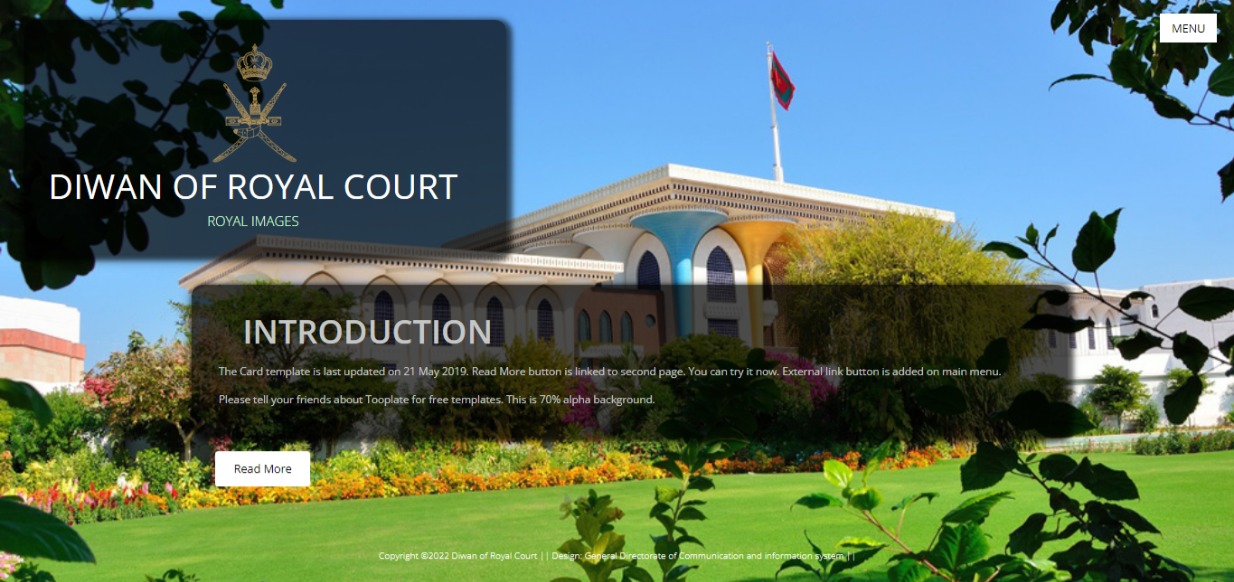 MENU
DIWAN OF ROYAL COURT
ROYAL IMAGES
INTRODUCTION
The Card template is last updated on 21 May 2019. Read More button is linked to second page. You can try it now. External link button is added on main menu.
Please tell your friends about Tooplate for free templates. This is 70% alpha background.
Read More
Copyright ©2022 Diwan of Royal Court || Design: General Directorate of Communication and information system ||